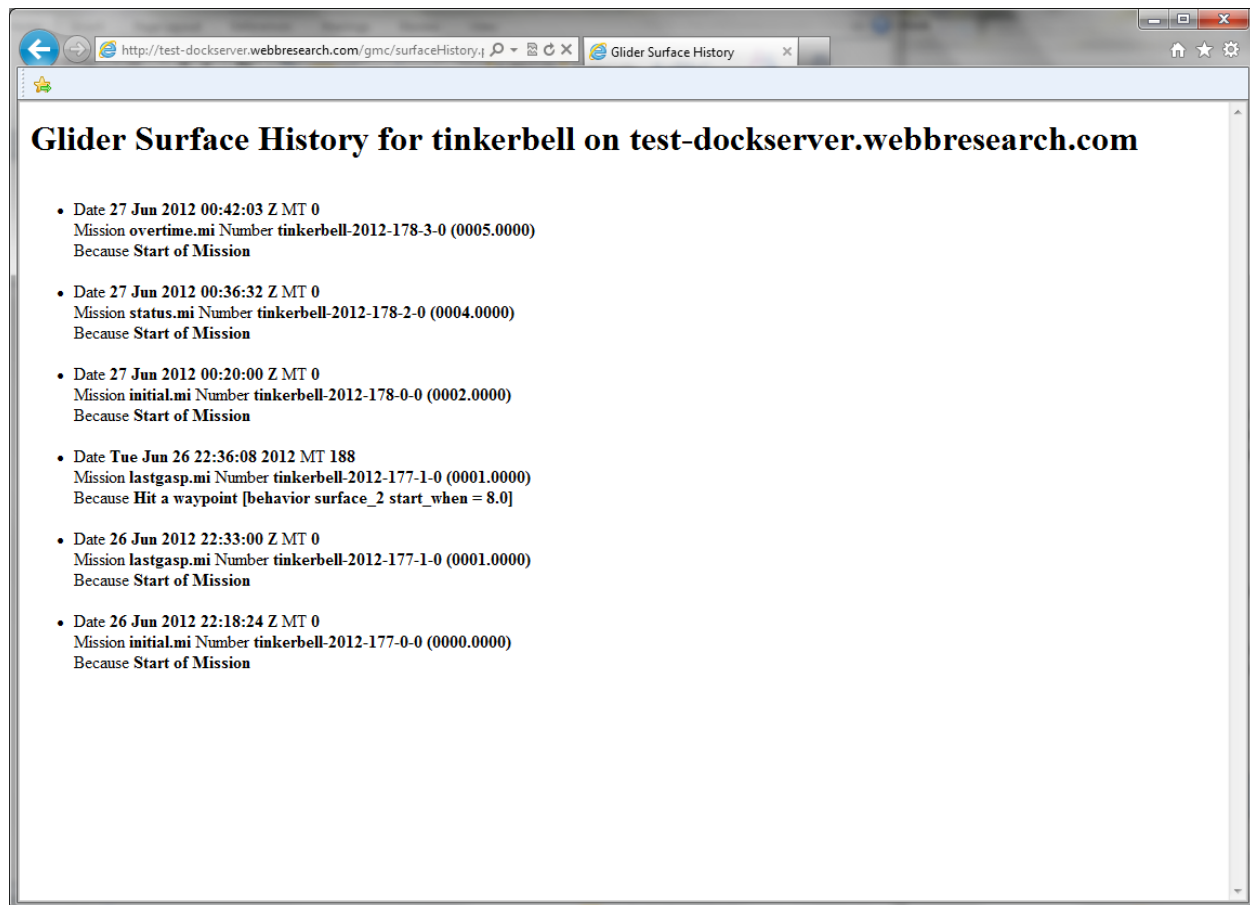 http://test-dockserver.webbresearch.com/gmc/surfaceHistory.p
Glider Surface History
Glider Surface History for tinkerbell on test-dockserver.webbresearch.com
Date 27 Jun 2012 00:42:03 Z MT 0
Mission overtime.mi Number tinkerbell-2012-178-3-0 (0005.0000)
Because Start of Mission
Date 27 Jun 2012 00:36:32 Z MT 0
Mission status.mi Number tinkerbell-2012-178-2-0 (0004.0000)
Because Start of Mission
Date 27 Jun 2012 00:20:00 Z MT 0
Mission initial.mi Number tinkerbell-2012-178-0-0 (0002.0000)
Because Start of Mission
Date Tue Jun 26 22:36:08 2012 MT 188
Mission lastgasp.mi Number tinkerbell-2012-177-1-0 (0001.0000)
Because Hit a waypoint [behavior surface_2 start_when = 8.0]
Date 26 Jun 2012 22:33:00 Z MT 0
Mission lastgasp.mi Number tinkerbell-2012-177-1-0 (0001.0000)
Because Start of Mission
Date 26 Jun 2012 22:18:24 Z MT 0
Mission initial.mi Number tinkerbell-2012-177-0-0 (0000.0000)
Because Start of Mission